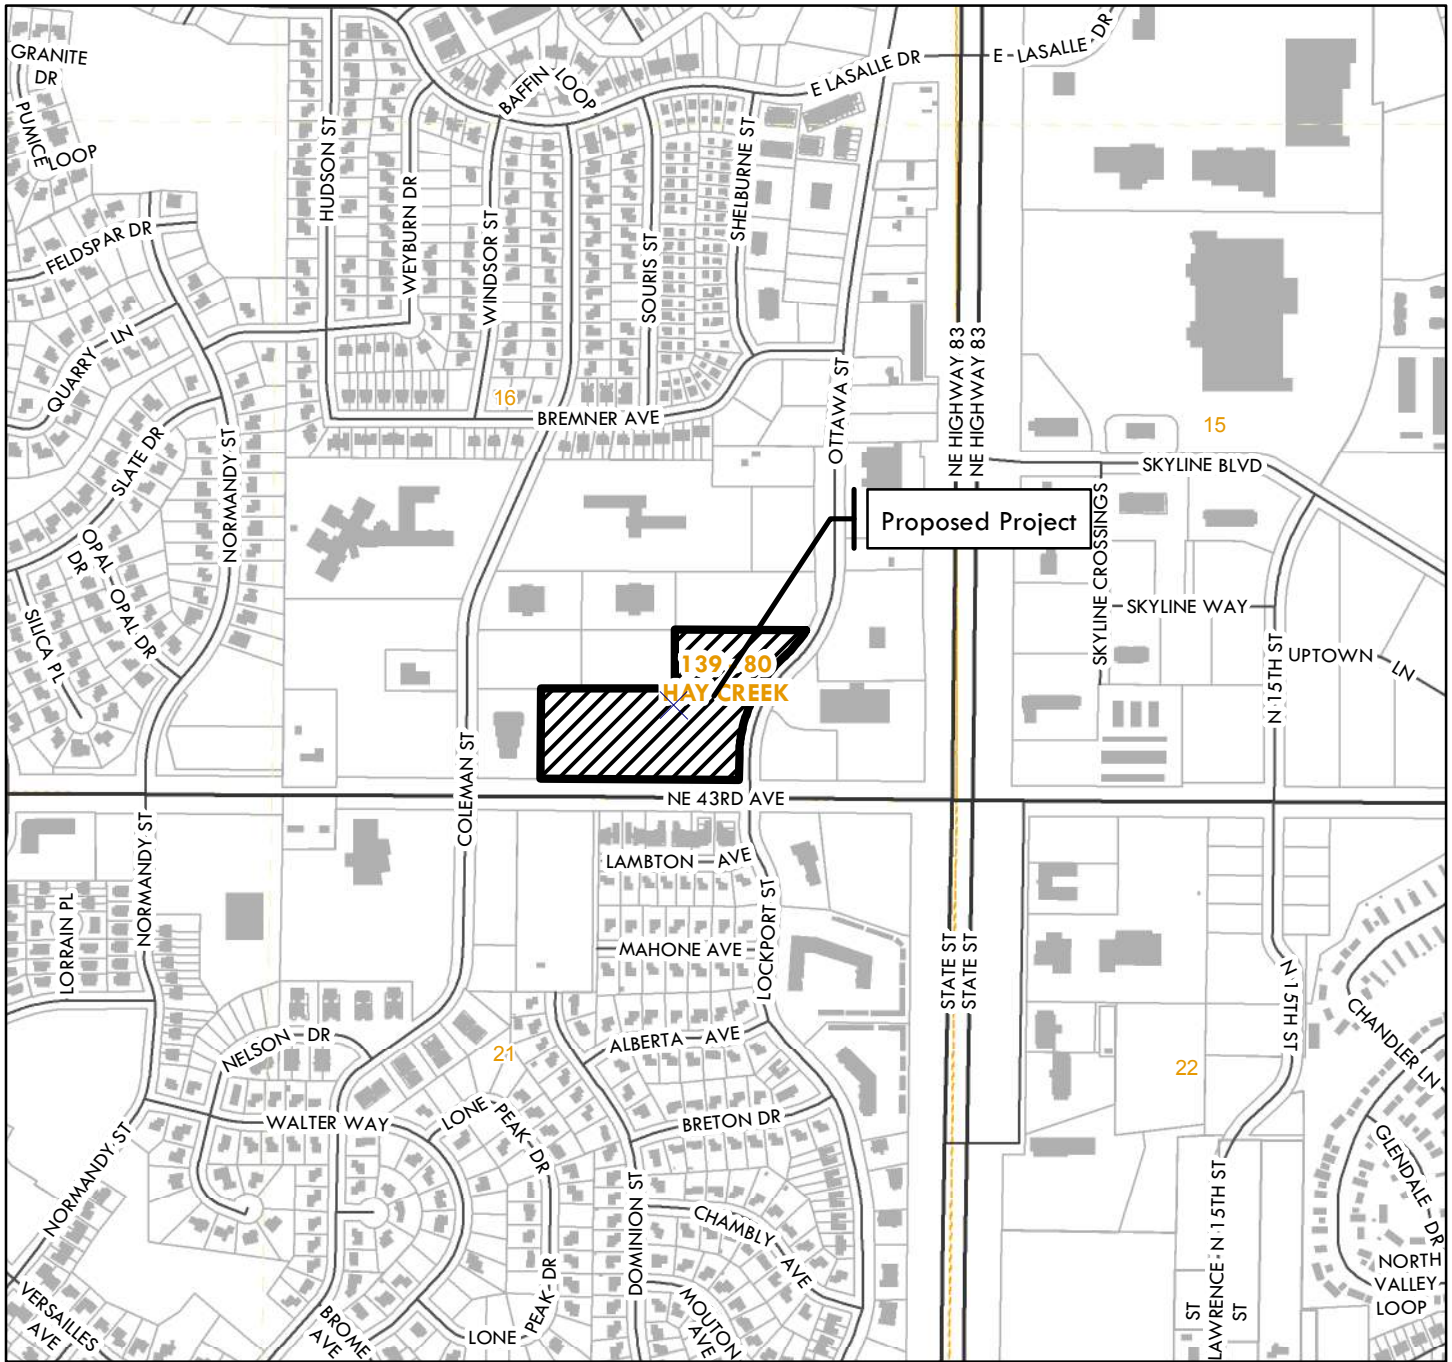 GRANITE
DR
PUMICE
LOOP
FELDSPAR DR
QUARRY LN
SLATE DR
OPAL DR
OPAL DR
SILICA PL
NORMANDY ST
HUDSON ST
WEYBURN DR
WINDSOR ST
BAFFIN LOOP
SOURIS ST
SHELBURNE ST
E LASALLE DR
E LASALLE DR
16
BREMNER AVE
OTTAWA ST
NE HIGHWAY 83
NE HIGHWAY 83
15
SKYLINE BLVD
SKYLINE CROSSINGS
SKYLINE WAY
N 15TH ST
UPTOWN LN
Proposed Project
139 - 80
HAY CREEK
COLEMAN ST
NE 43RD AVE
NORMANDY ST
LORRAIN PL
LAMBTON AVE
MAHONE AVE
LOCKPORT ST
STATE ST
STATE ST
N 15TH ST
CHANDLER LN
NELSON DR
21
ALBERTA AVE
22
WALTER WAY
LONE
PEAK DR
BRETON DR
GLENDALE DR
NORMANDY ST
DOMINION ST
CHAMBLY AVE
LAWRENCE
ST
N 15TH ST
ST
NORTH
VALLEY
LOOP
VERSAILLES
AVE
BROME
AVE
LONE
PEAK DR
MOUTON
AVE